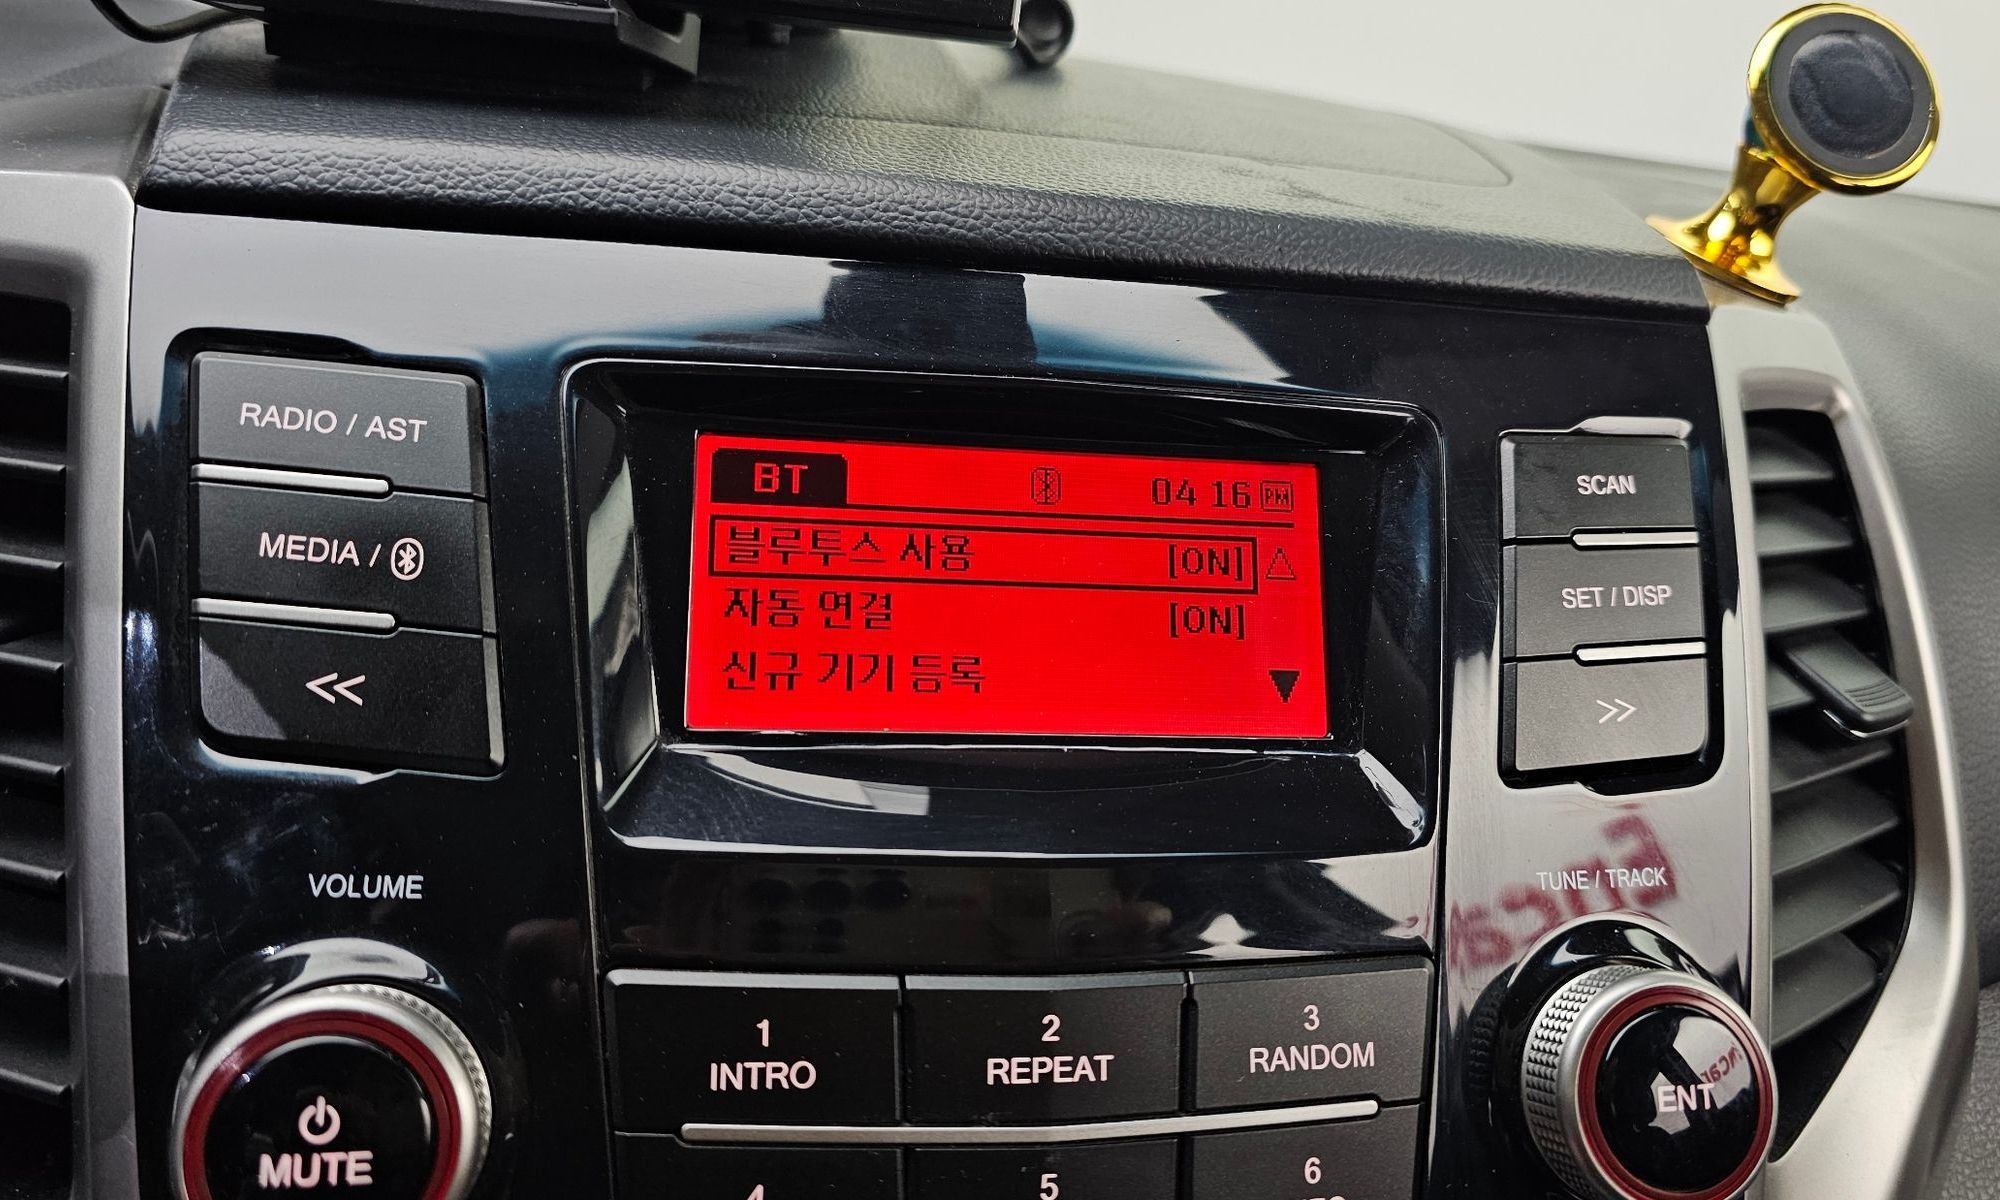 RADIO / AST
MEDIA /
<<
VOLUME
MUTE
BT
04 16 PM
블루투스 사용 [ON]
자동 연결 [ON]
신규 기기 등록
SCAN
SET / DISP
>>
TUNE / TRACK
Encar
ENT
1
INTRO
2
REPEAT
3
RANDOM
4
5
6